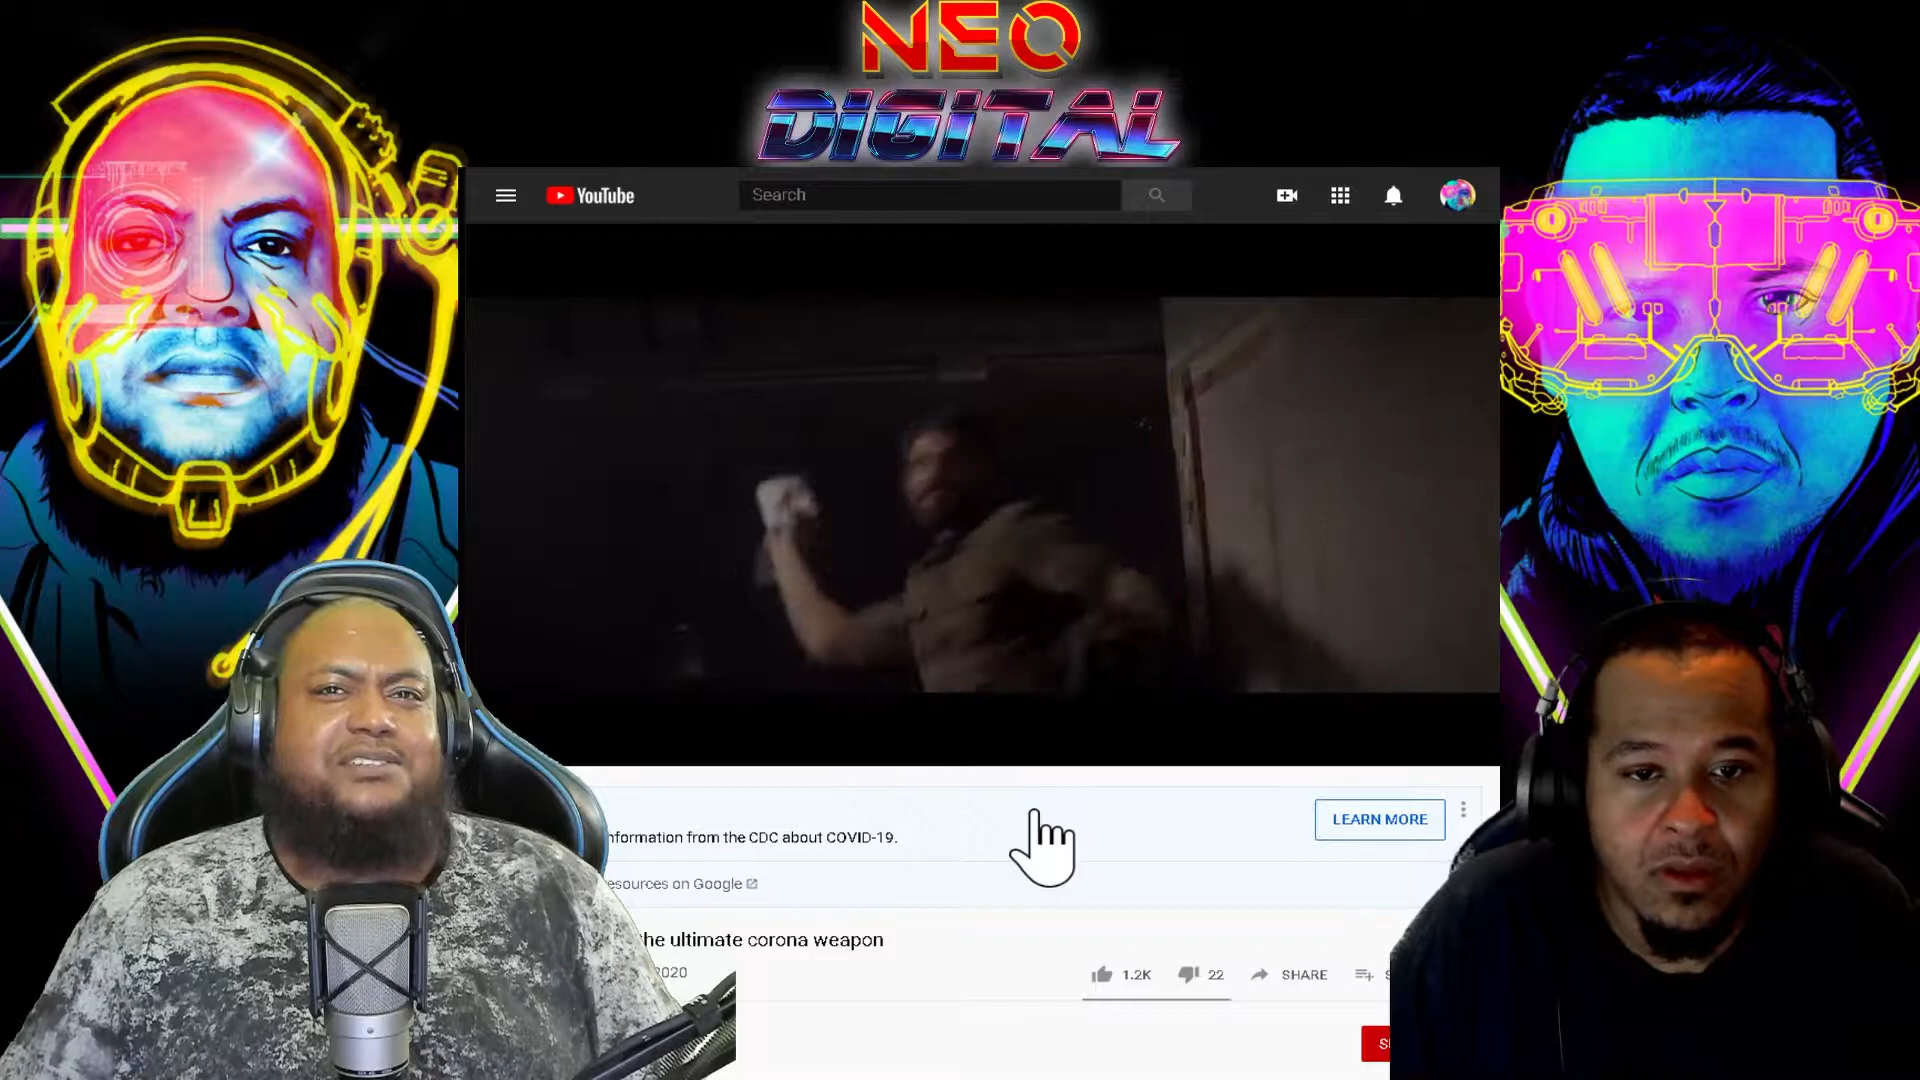 NEO
DIGITAL
YouTube
Search
LEARN MORE
nformation from the CDC about COVID-19.
esources on Google
he ultimate corona weapon
2020
1.2K
22
SHARE
S